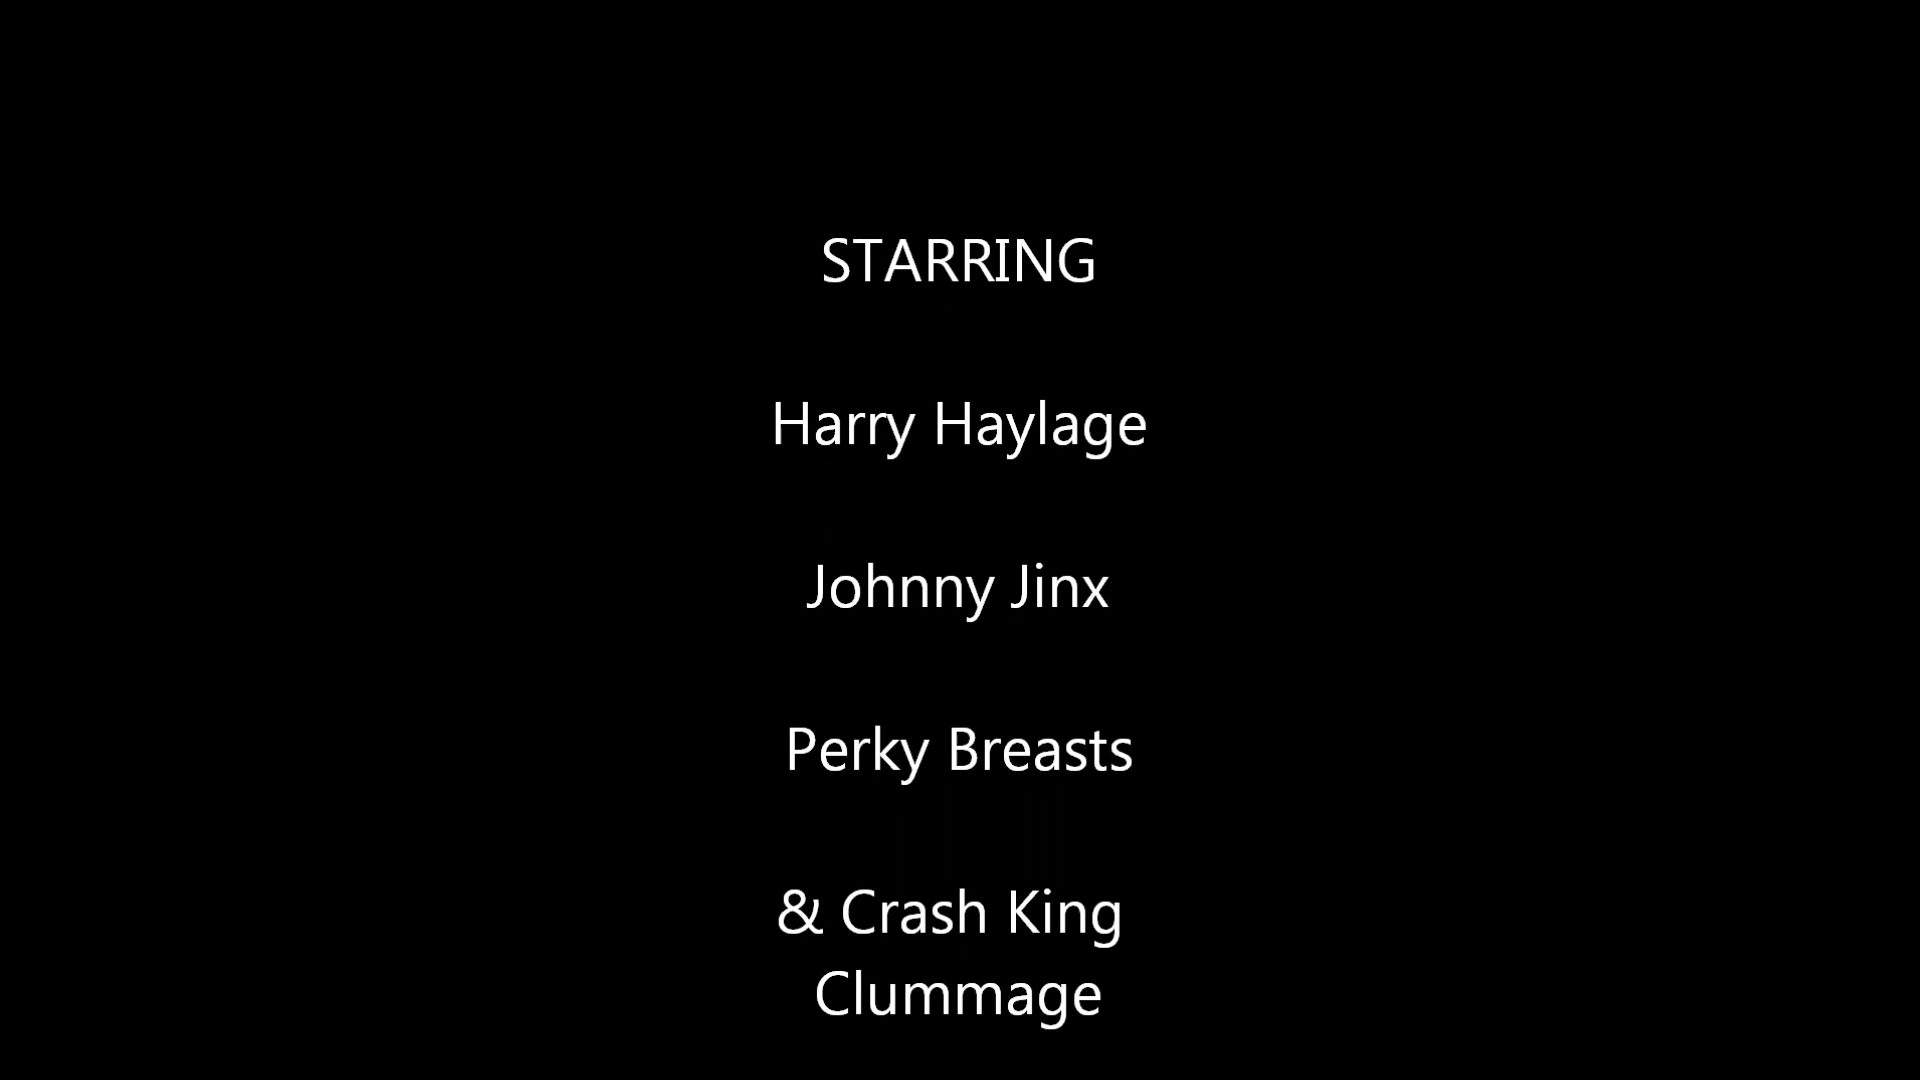 STARRING
Harry Haylage
Johnny Jinx
Perky Breasts
& Crash King
Clummage